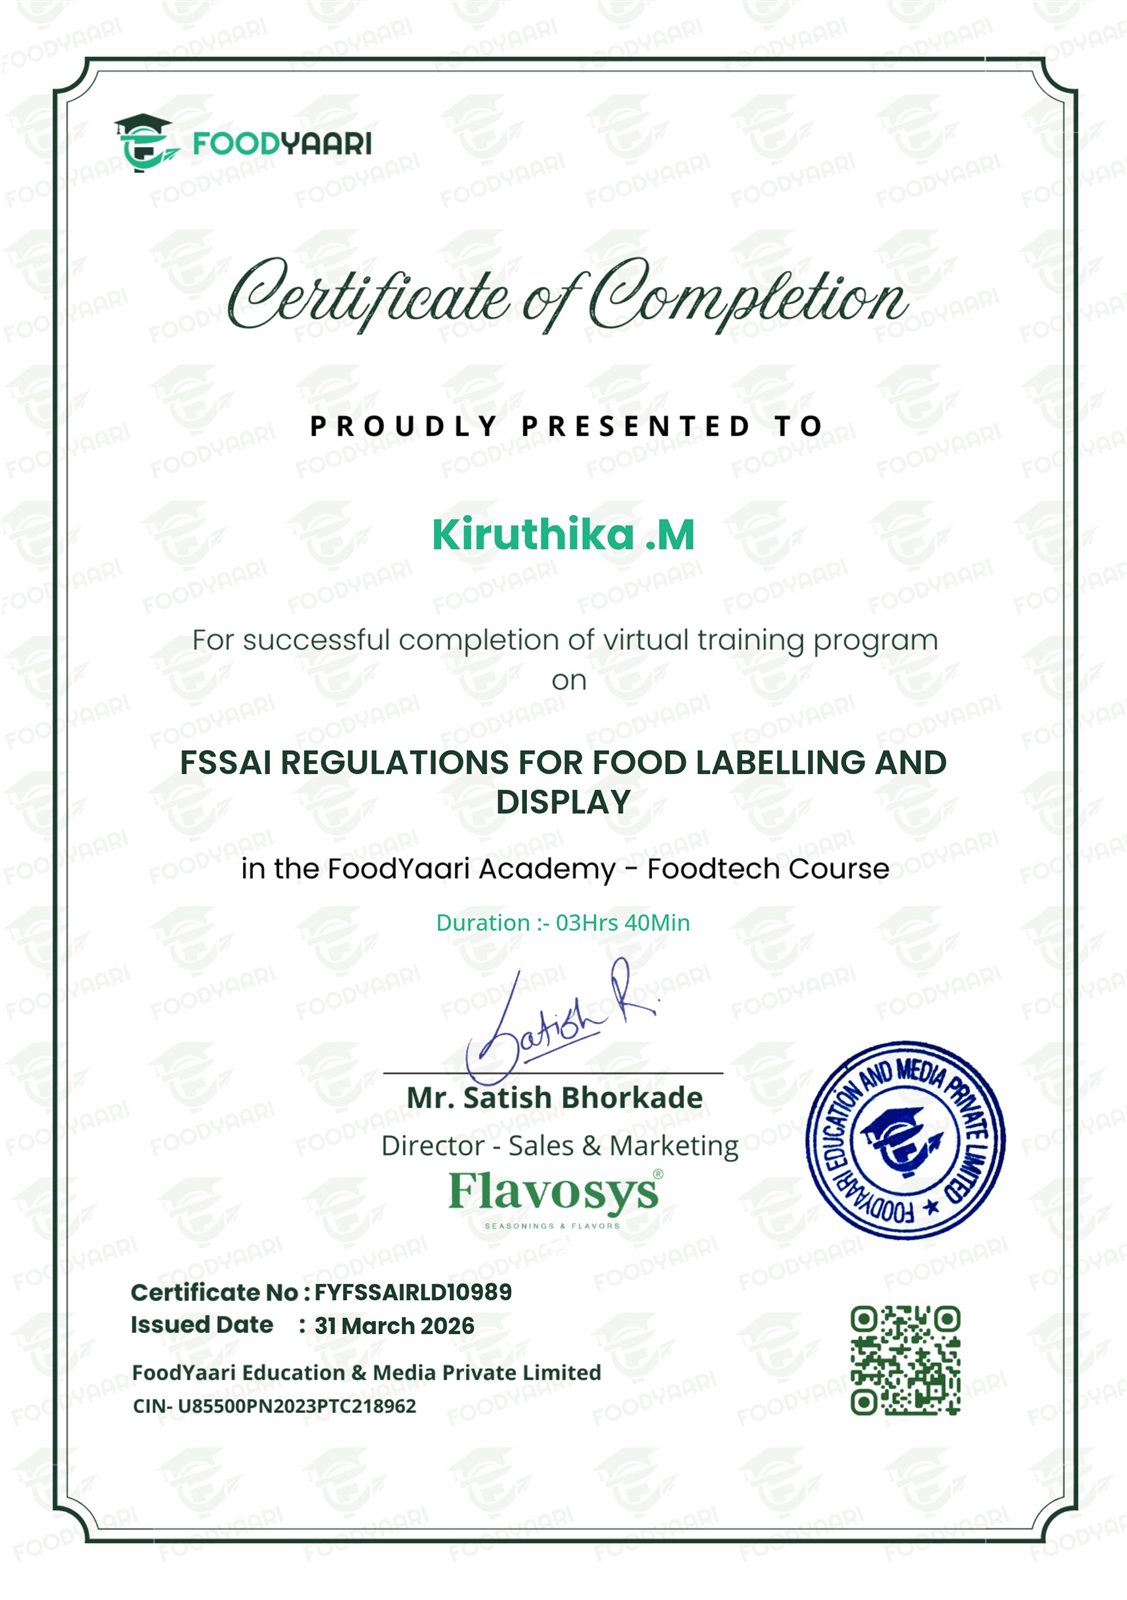 FOODYAARI
Certificate of Completion
PROUDLY PRESENTED TO
Kiruthika .M
For successful completion of virtual training program
on
FSSAI REGULATIONS FOR FOOD LABELLING AND
DISPLAY
in the FoodYaari Academy - Foodtech Course
Duration :- 03Hrs 40Min
Satish R.
Mr. Satish Bhorkade
Director - Sales & Marketing
Flavosys®
SEASONINGS & FLAVORS
FOODYAARI EDUCATION AND MEDIA PRIVATE LIMITED ★
Certificate No : FYFSSAIRLD10989
Issued Date : 31 March 2026
FoodYaari Education & Media Private Limited
CIN- U85500PN2023PTC218962